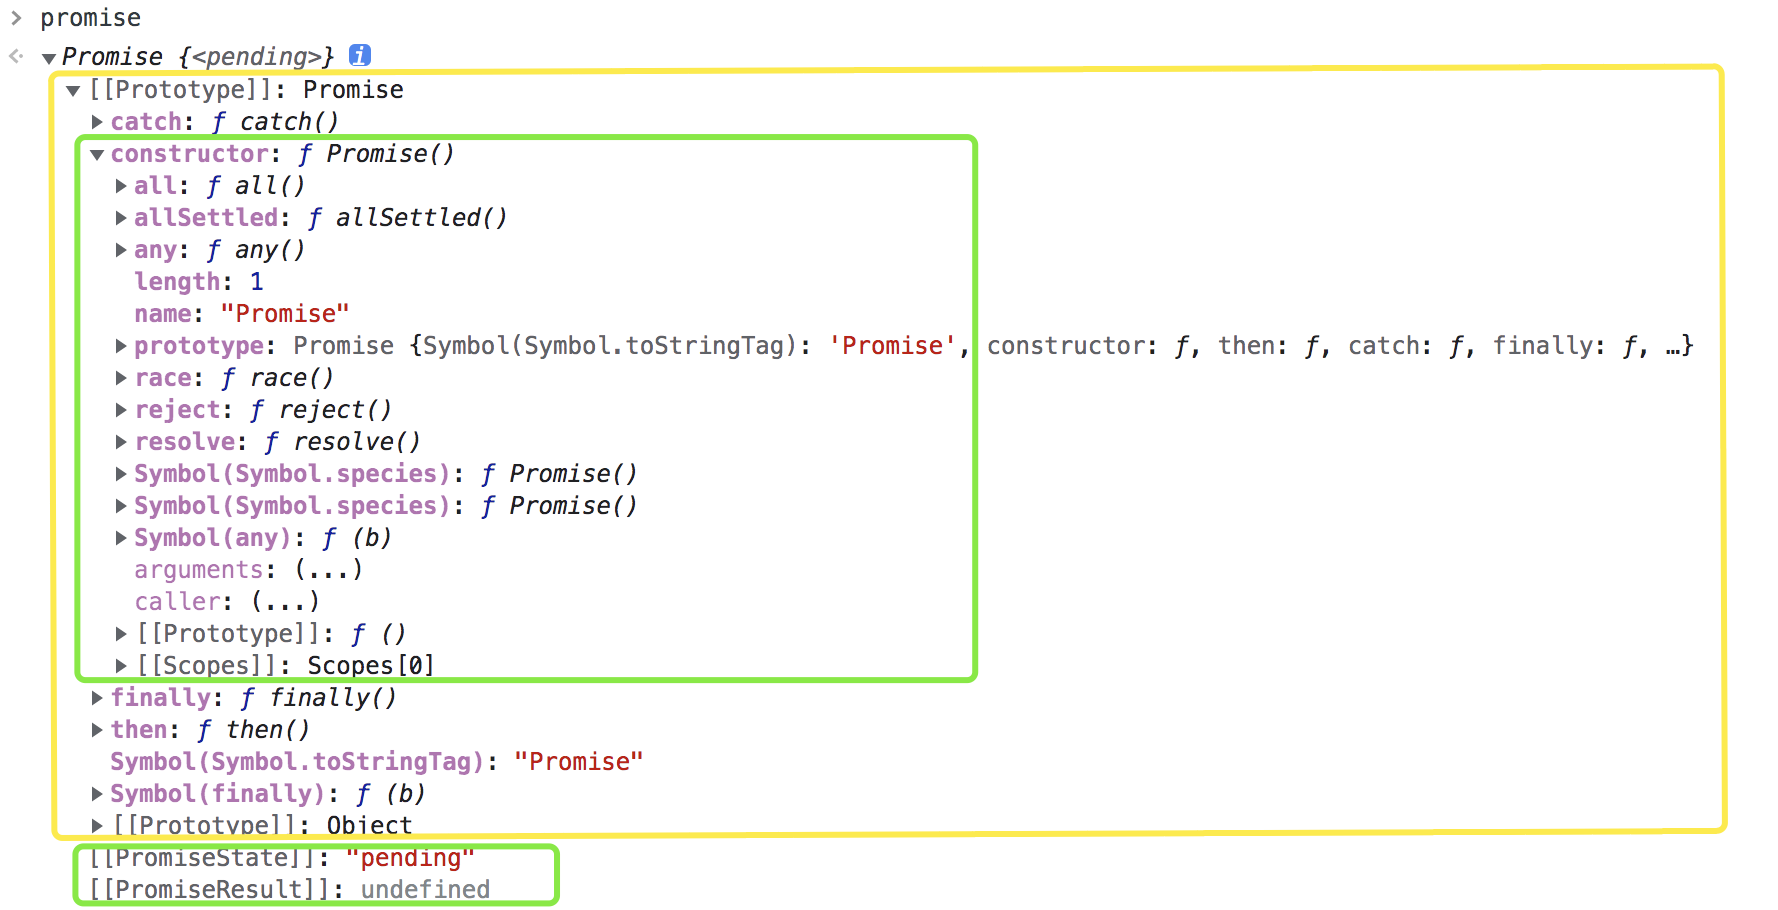 > promise
Promise {<pending>} i
[[Prototype]]: Promise
catch: ƒ catch()
constructor: ƒ Promise()
all: ƒ all()
allSettled: ƒ allSettled()
any: ƒ any()
length: 1
name: "Promise"
prototype: Promise {Symbol(Symbol.toStringTag): 'Promise', constructor: ƒ, then: ƒ, catch: ƒ, finally: ƒ, …}
race: ƒ race()
reject: ƒ reject()
resolve: ƒ resolve()
Symbol(Symbol.species): ƒ Promise()
Symbol(Symbol.species): ƒ Promise()
Symbol(any): ƒ (b)
arguments: (...)
caller: (...)
[[Prototype]]: ƒ ()
[[Scopes]]: Scopes[0]
finally: ƒ finally()
then: ƒ then()
Symbol(Symbol.toStringTag): "Promise"
Symbol(finally): ƒ (b)
[[Prototype]]: Object
[[PromiseState]]: "pending"
[[PromiseResult]]: undefined